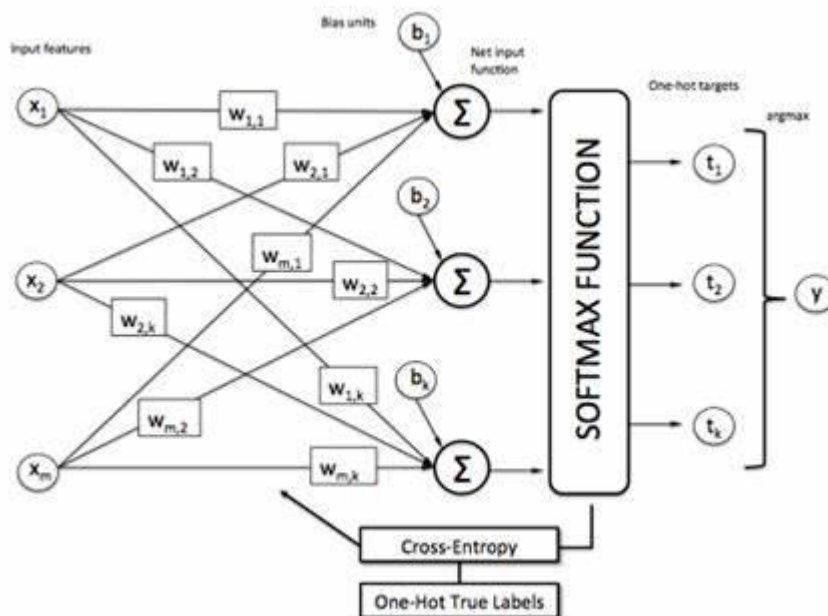 Bias units
b1
Input features
Net input
function
One-hot targets
argmax
x1
w1,1
Σ
w1,2
w2,1
t1
b2
w m,1
x2
w2,2
Σ
t2
y
w2,k
SOFTMAX FUNCTION
w1,k
bk
wm,2
tk
xm
wm,k
Σ
Cross-Entropy
One-Hot True Labels